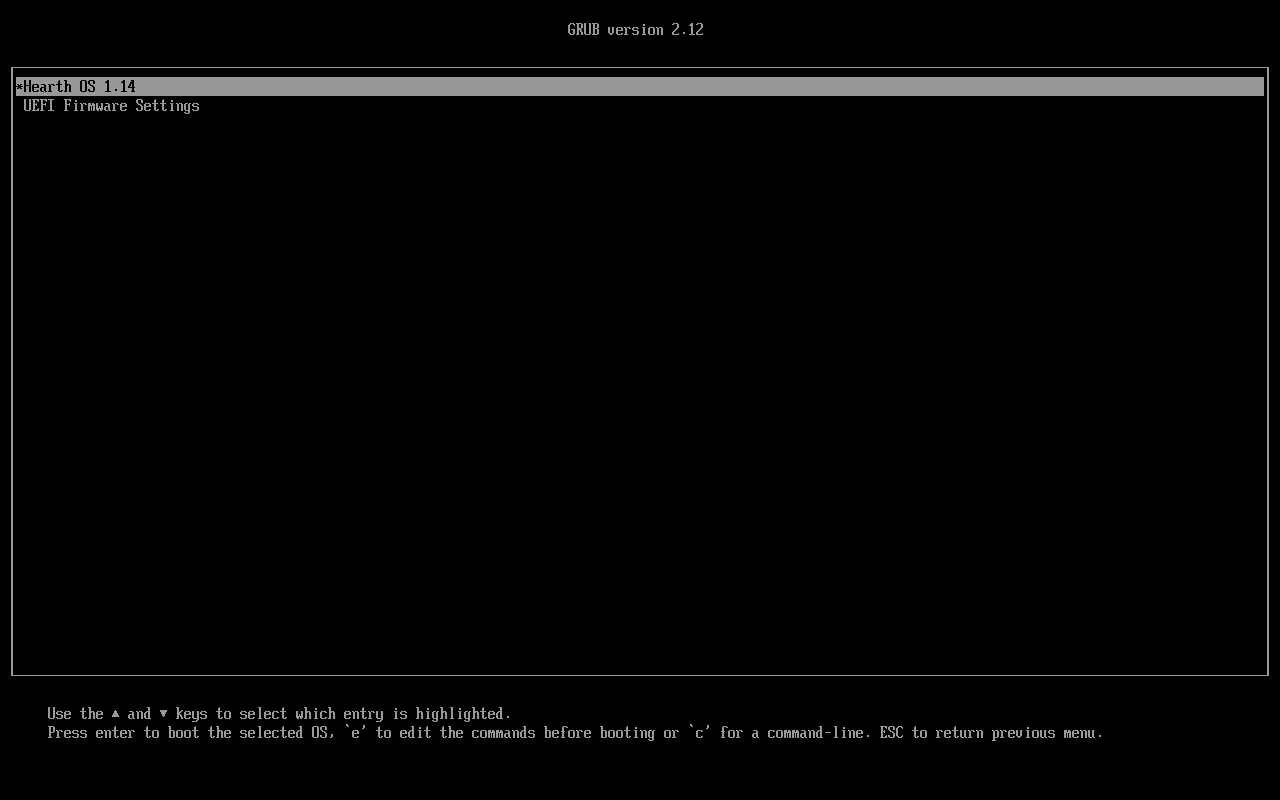 GRUB version 2.12
*Hearth OS 1.14
UEFI Firmware Settings
Use the ▲ and ▼ keys to select which entry is highlighted.
Press enter to boot the selected OS, `e' to edit the commands before booting or `c' for a command-line. ESC to return previous menu.